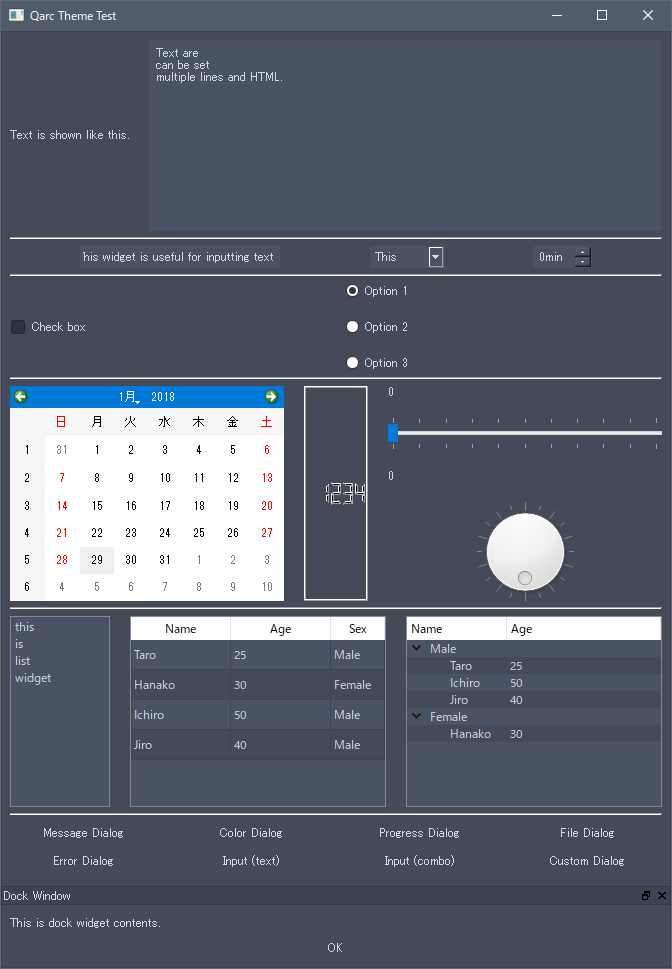 Qarc Theme Test
Text are
can be set
multiple lines and HTML.
Text is shown like this.
his widget is useful for inputting text
This
0min
Option 1
Check box
Option 2
Option 3
1月 2018
日 月 火 水 木 金 土
1 31 1 2 3 4 5 6
2 7 8 9 10 11 12 13
3 14 15 16 17 18 19 20
4 21 22 23 24 25 26 27
5 28 29 30 31 1 2 3
6 4 5 6 7 8 9 10
1234
0
0
this
is
list
widget
Name Age Sex
Taro 25 Male
Hanako 30 Female
Ichiro 50 Male
Jiro 40 Male
Name Age
Male
Taro 25
Ichiro 50
Jiro 40
Female
Hanako 30
Message Dialog Color Dialog Progress Dialog File Dialog
Error Dialog Input (text) Input (combo) Custom Dialog
Dock Window
This is dock widget contents.
OK